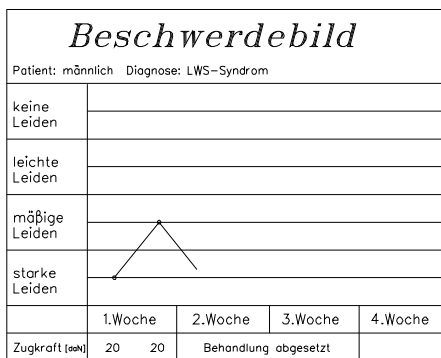 Beschwerdebild
Patient: männlich Diagnose: LWS-Syndrom
keine
Leiden
leichte
Leiden
mäßige
Leiden
starke
Leiden
1.Woche 2.Woche 3.Woche 4.Woche
Zugkraft [daN] 20 20 Behandlung abgesetzt